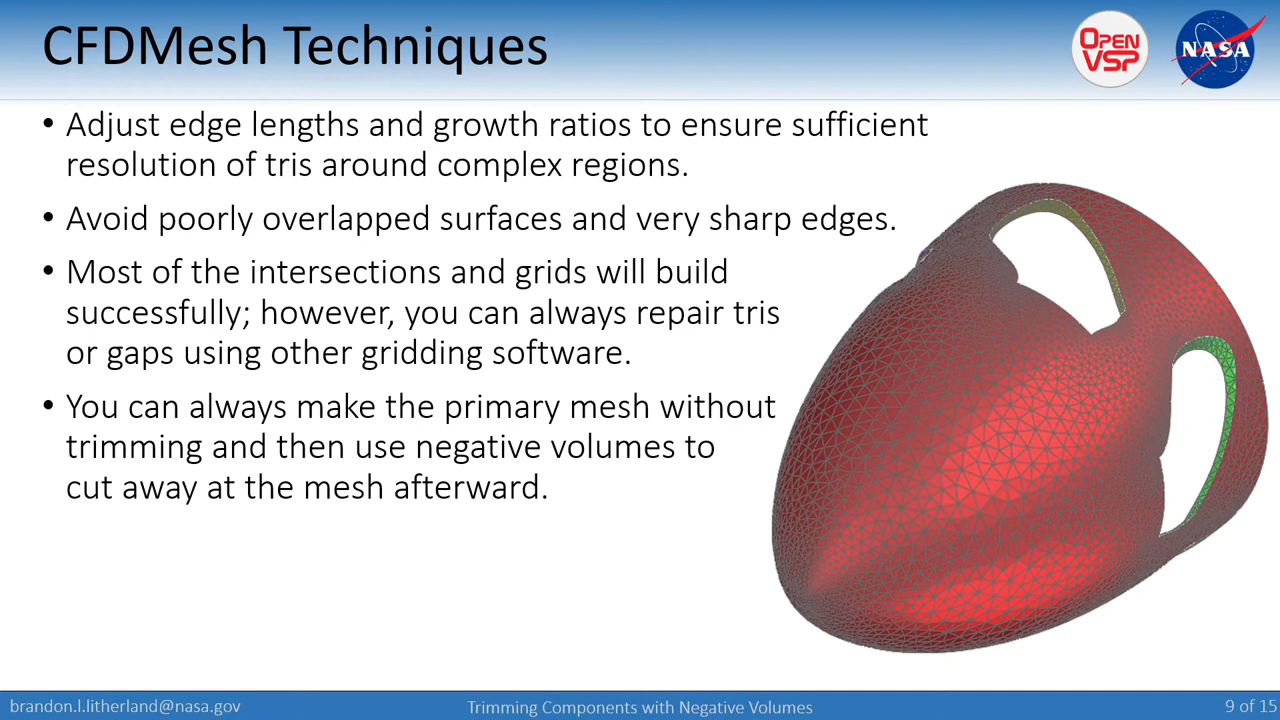 CFDMesh Techniques
OPEN
VSP
NASA
• Adjust edge lengths and growth ratios to ensure sufficient
resolution of tris around complex regions.
• Avoid poorly overlapped surfaces and very sharp edges.
• Most of the intersections and grids will build
successfully; however, you can always repair tris
or gaps using other gridding software.
• You can always make the primary mesh without
trimming and then use negative volumes to
cut away at the mesh afterward.
brandon.l.litherland@nasa.gov
Trimming Components with Negative Volumes
9 of 15